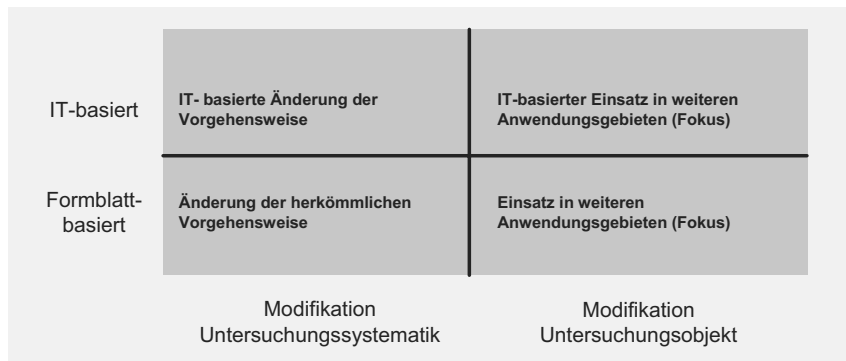 IT-basiert
IT- basierte Änderung der
Vorgehensweise
IT-basierter Einsatz in weiteren
Anwendungsgebieten (Fokus)
Formblatt-
basiert
Änderung der herkömmlichen
Vorgehensweise
Einsatz in weiteren
Anwendungsgebieten (Fokus)
Modifikation
Untersuchungssystematik
Modifikation
Untersuchungsobjekt